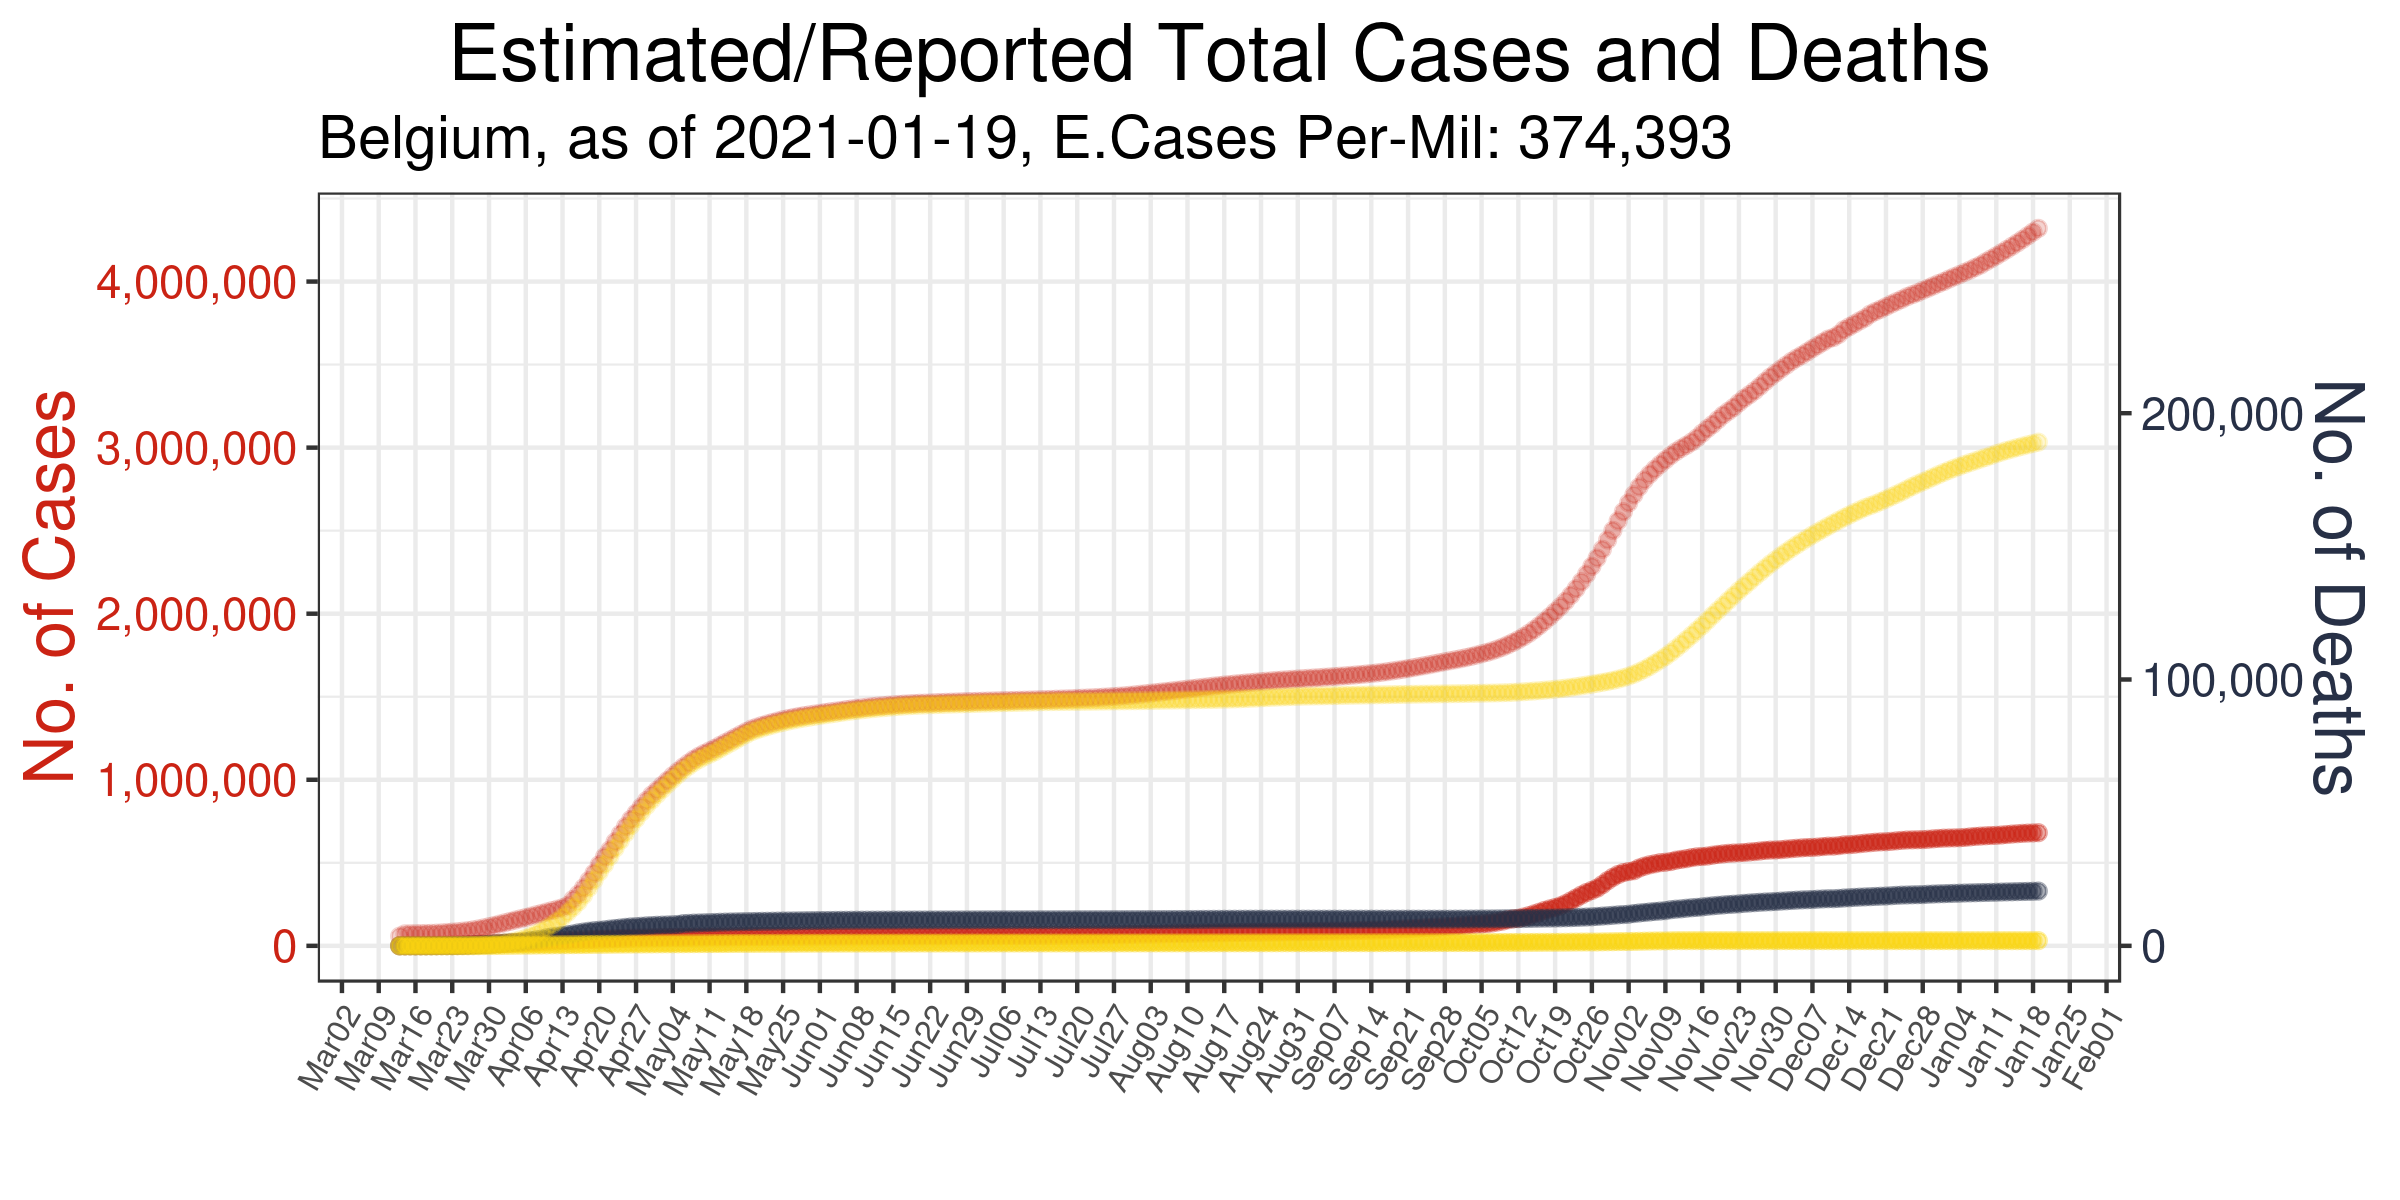 Estimated/Reported Total Cases and Deaths
Belgium, as of 2021-01-19, E.Cases Per-Mil: 374,393
No. of Cases
4,000,000
3,000,000
2,000,000
1,000,000
0
200,000
100,000
0
No. of Deaths
Mar02
Mar09
Mar16
Mar23
Mar30
Apr06
Apr13
Apr20
Apr27
May04
May11
May18
May25
Jun01
Jun08
Jun15
Jun22
Jun29
Jul06
Jul13
Jul20
Jul27
Aug03
Aug10
Aug17
Aug24
Aug31
Sep07
Sep14
Sep21
Sep28
Oct05
Oct12
Oct19
Oct26
Nov02
Nov09
Nov16
Nov23
Nov30
Dec07
Dec14
Dec21
Dec28
Jan04
Jan11
Jan18
Jan25
Feb01